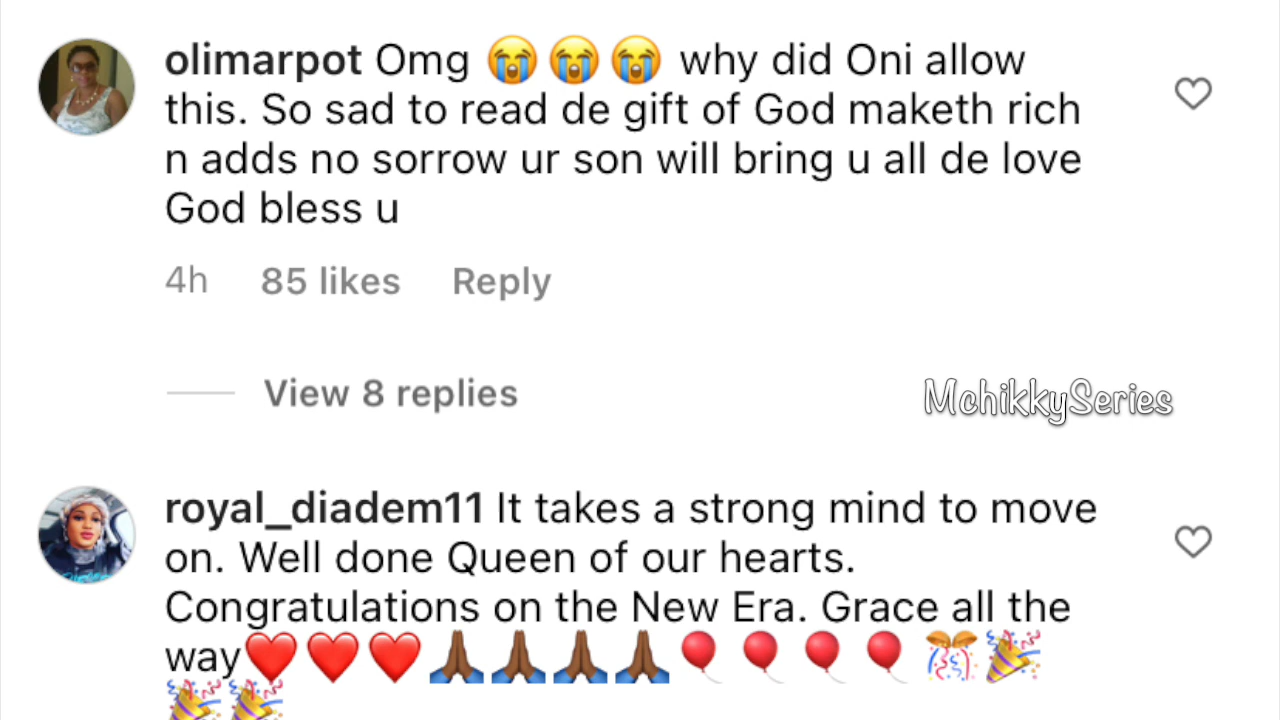 olimarpot Omg 😭😭😭 why did Oni allow
this. So sad to read de gift of God maketh rich
n adds no sorrow ur son will bring u all de love
God bless u
4h 85 likes Reply
View 8 replies
MchikkySeries
royal_diadem11 It takes a strong mind to move
on. Well done Queen of our hearts.
Congratulations on the New Era. Grace all the
way❤️❤️❤️🙏🏾🙏🏾🙏🏾🙏🏾🎈🎈🎈🎈🎊🎉
🎉🎉